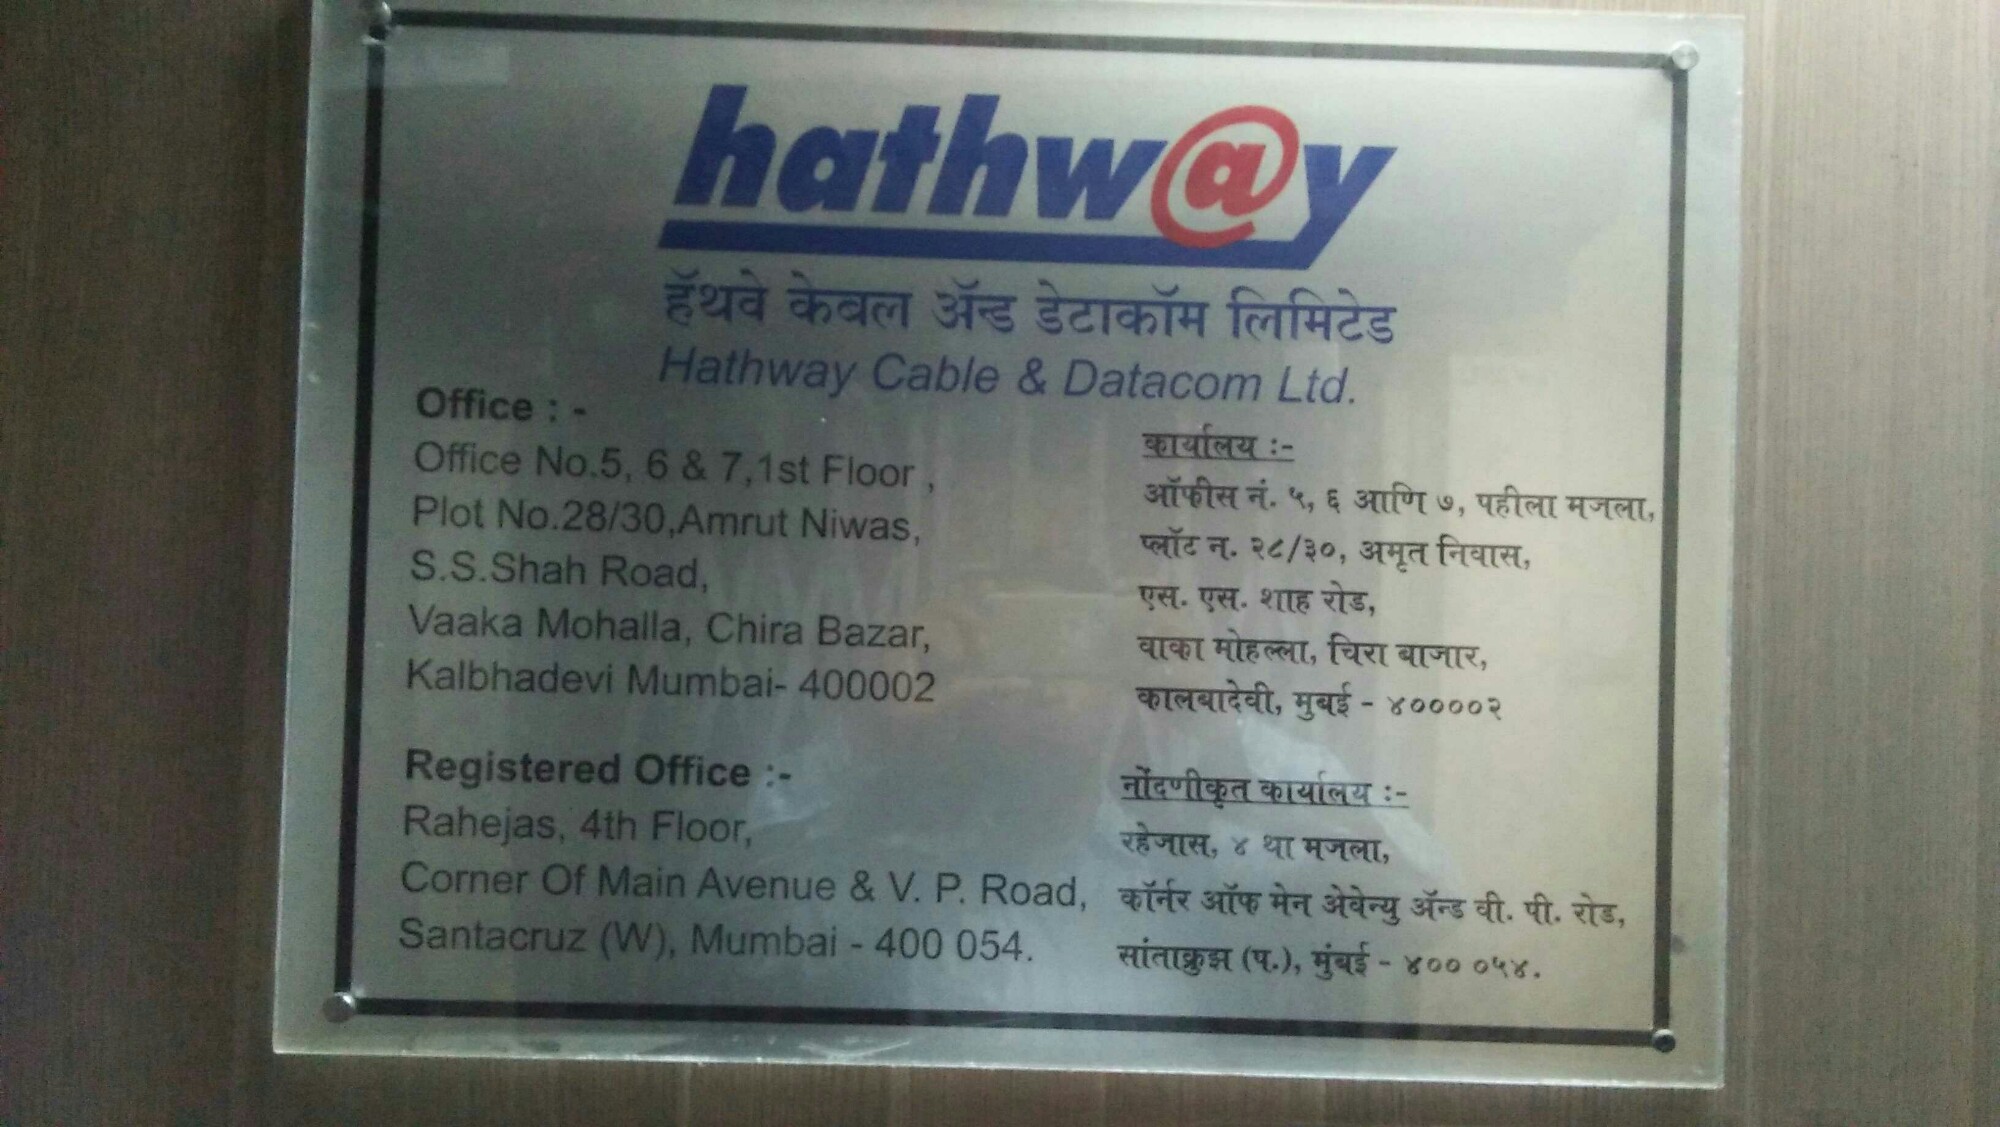 hathw@y
हॅथवे केबल ॲन्ड डेटाकॉम लिमिटेड
Hathway Cable & Datacom Ltd.
Office : -
Office No.5, 6 & 7,1st Floor ,
Plot No.28/30,Amrut Niwas,
S.S.Shah Road,
Vaaka Mohalla, Chira Bazar,
Kalbhadevi Mumbai- 400002
कार्यालय :-
ऑफीस नं. ५, ६ आणि ७, पहीला मजला,
प्लॉट न. २८/३०, अमृत निवास,
एस. एस. शाह रोड,
वाका मोहल्ला, चिरा बाजार,
कालबादेवी, मुबई - ४००००२
Registered Office :-
Rahejas, 4th Floor,
Corner Of Main Avenue & V. P. Road,
Santacruz (W), Mumbai - 400 054.
नोंदणीकृत कार्यालय :-
रहेजास, ४ था मजला,
कॉर्नर ऑफ मेन ॲवेन्यु ॲन्ड वी. पी. रोड,
सांताक्रुझ (प.), मुंबई - ४०० ०५४.